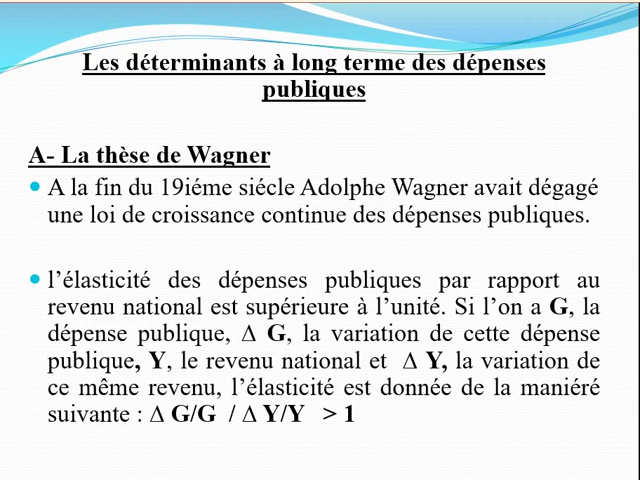 Les déterminants à long terme des dépenses
publiques
A- La thèse de Wagner
• A la fin du 19iéme siécle Adolphe Wagner avait dégagé
une loi de croissance continue des dépenses publiques.
• l’élasticité des dépenses publiques par rapport au
revenu national est supérieure à l’unité. Si l’on a G, la
dépense publique, ∆ G, la variation de cette dépense
publique, Y, le revenu national et ∆ Y, la variation de
ce même revenu, l’élasticité est donnée de la maniéré
suivante : ∆ G/G / ∆ Y/Y > 1